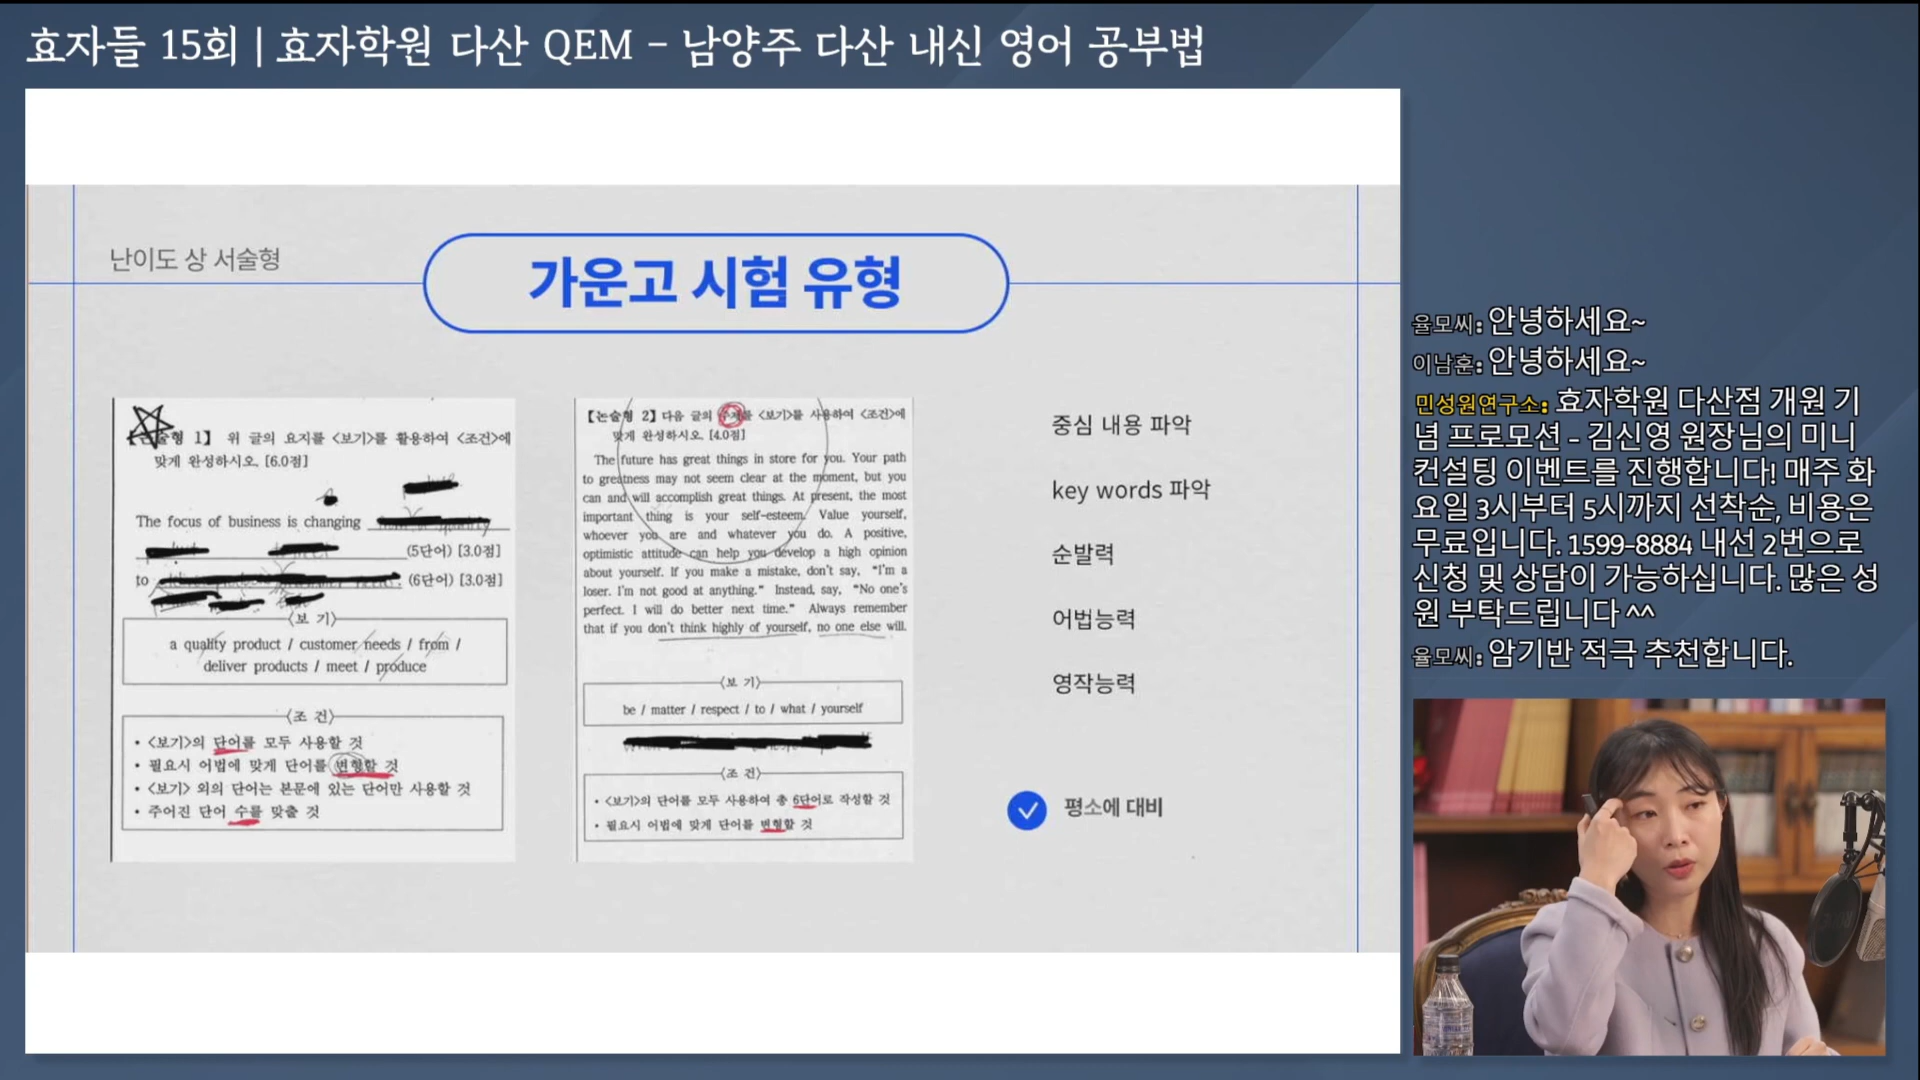 효자들 15회 | 효자학원 다산 QEM - 남양주 다산 내신 영어 공부법
난이도 상 서술형
가운고 시험 유형
논술형 1】 위 글의 요지를 <보기>를 활용하여 <조건>에
맞게 완성하시오. [6.0점]
The focus of business is changing
(5단어) [3.0점]
to (6단어) [3.0점]
<보 기>
a quality product / customer needs / from /
deliver products / meet / produce
<조 건>
• <보기>의 단어를 모두 사용할 것
• 필요시 어법에 맞게 단어를 변형할 것
• <보기> 외의 단어는 본문에 있는 단어만 사용할 것
• 주어진 단어 수를 맞출 것
【논술형 2】 다음 글의 주제를 <보기>를 사용하여 <조건>에
맞게 완성하시오. [4.0점]
The future has great things in store for you. Your path
to greatness may not seem clear at the moment, but you
can and will accomplish great things. At present, the most
important thing is your self-esteem. Value yourself,
whoever you are and whatever you do. A positive,
optimistic attitude can help you develop a high opinion
about yourself. If you make a mistake, don't say, "I'm a
loser. I'm not good at anything." Instead, say, "No one's
perfect. I will do better next time." Always remember
that if you don't think highly of yourself, no one else will.
<보 기>
be / matter / respect / to / what / yourself
<조 건>
• <보기>의 단어를 모두 사용하여 총 6단어로 작성할 것
• 필요시 어법에 맞게 단어를 변형할 것
중심 내용 파악
key words 파악
순발력
어법능력
영작능력
평소에 대비
율모씨: 안녕하세요~
이남훈: 안녕하세요~
민성원연구소: 효자학원 다산점 개원 기
념 프로모션 - 김신영 원장님의 미니
컨설팅 이벤트를 진행합니다! 매주 화
요일 3시부터 5시까지 선착순, 비용은
무료입니다. 1599-8884 내선 2번으로
신청 및 상담이 가능하십니다. 많은 성
원 부탁드립니다 ^^
율모씨: 암기반 적극 추천합니다.